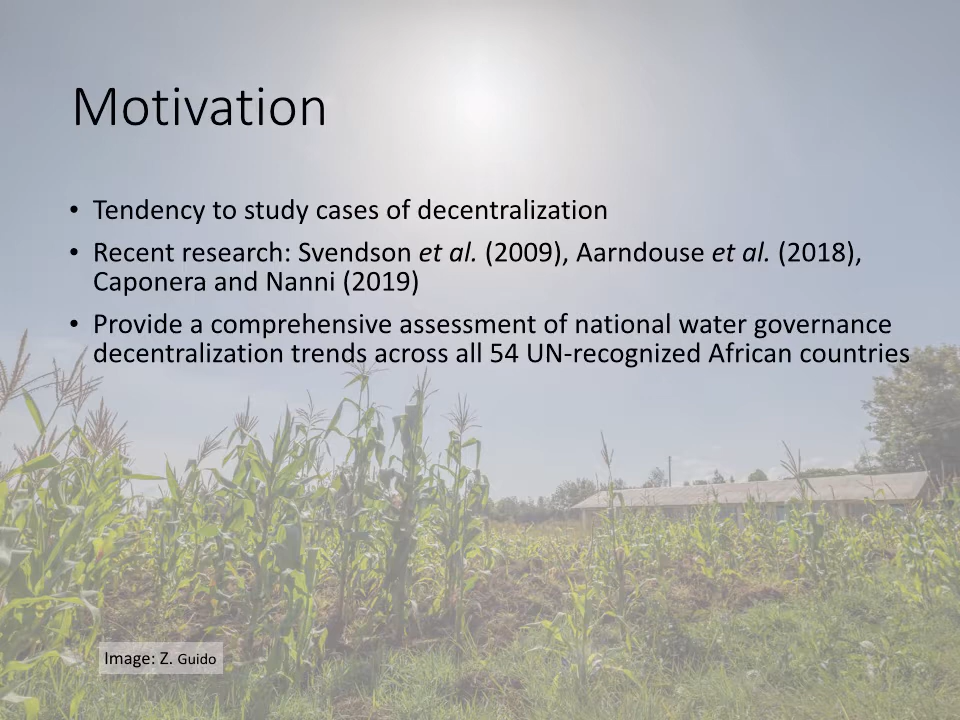 Motivation
• Tendency to study cases of decentralization
• Recent research: Svendson et al. (2009), Aarndouse et al. (2018),
Caponera and Nanni (2019)
• Provide a comprehensive assessment of national water governance
decentralization trends across all 54 UN-recognized African countries
Image: Z. Guido